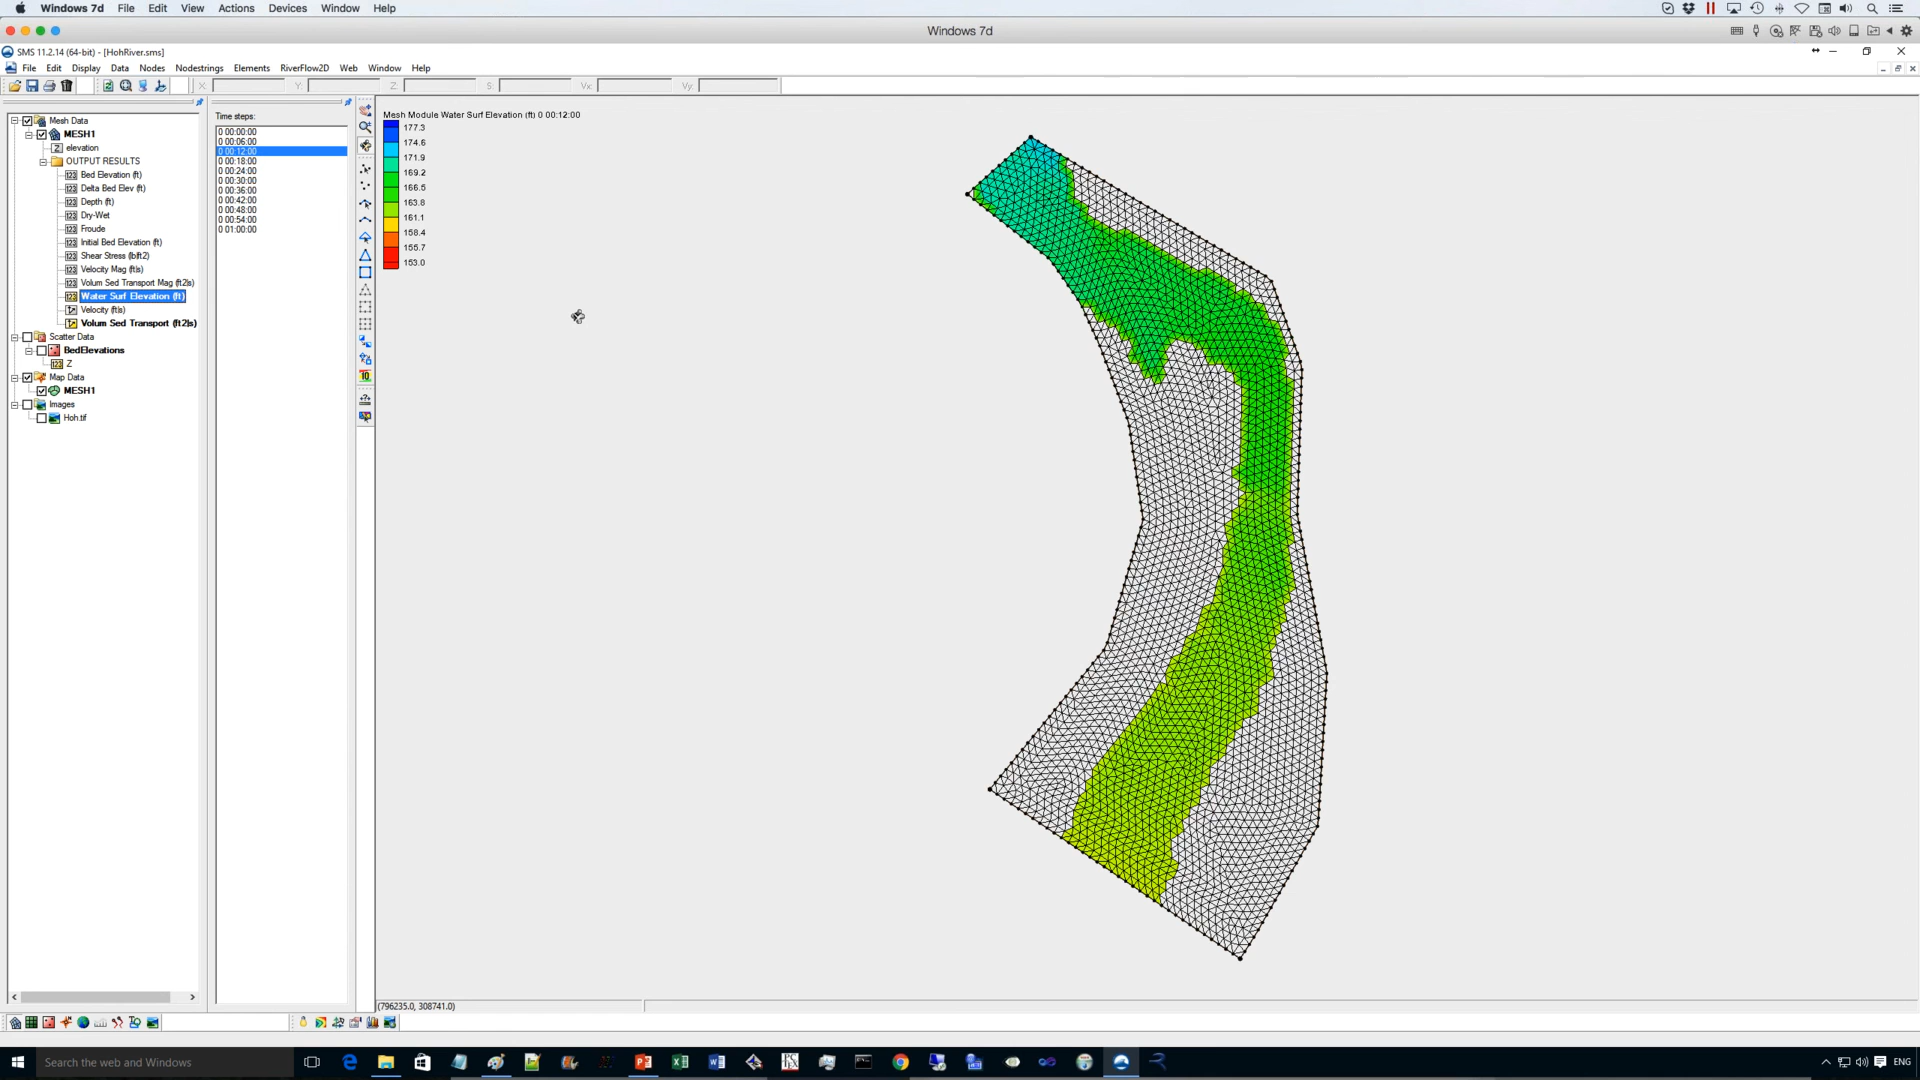 Windows 7d File Edit View Actions Devices Window Help
Windows 7d
SMS 11.2.14 (64-bit) - [HohRiver.sms]
File Edit Display Data Nodes Nodestrings Elements RiverFlow2D Web Window Help
X: Y: Z: S: Vx: Vy:
Mesh Data
MESH1
elevation
OUTPUT RESULTS
Bed Elevation (ft)
Delta Bed Elev (ft)
Depth (ft)
Dry-Wet
Froude
Initial Bed Elevation (ft)
Shear Stress (lb|ft2)
Velocity Mag (ft|s)
Volum Sed Transport Mag (ft2|s)
Water Surf Elevation (ft)
Velocity (ft|s)
Volum Sed Transport (ft2|s)
Scatter Data
BedElevations
Z
Map Data
MESH1
Images
Hoh.tif
Time steps:
0 00:00:00
0 00:06:00
0 00:12:00
0 00:18:00
0 00:24:00
0 00:30:00
0 00:36:00
0 00:42:00
0 00:48:00
0 00:54:00
0 01:00:00
Mesh Module Water Surf Elevation (ft) 0 00:12:00
177.3
174.6
171.9
169.2
166.5
163.8
161.1
158.4
155.7
153.0
(796235.0, 308741.0)
Search the web and Windows
ENG